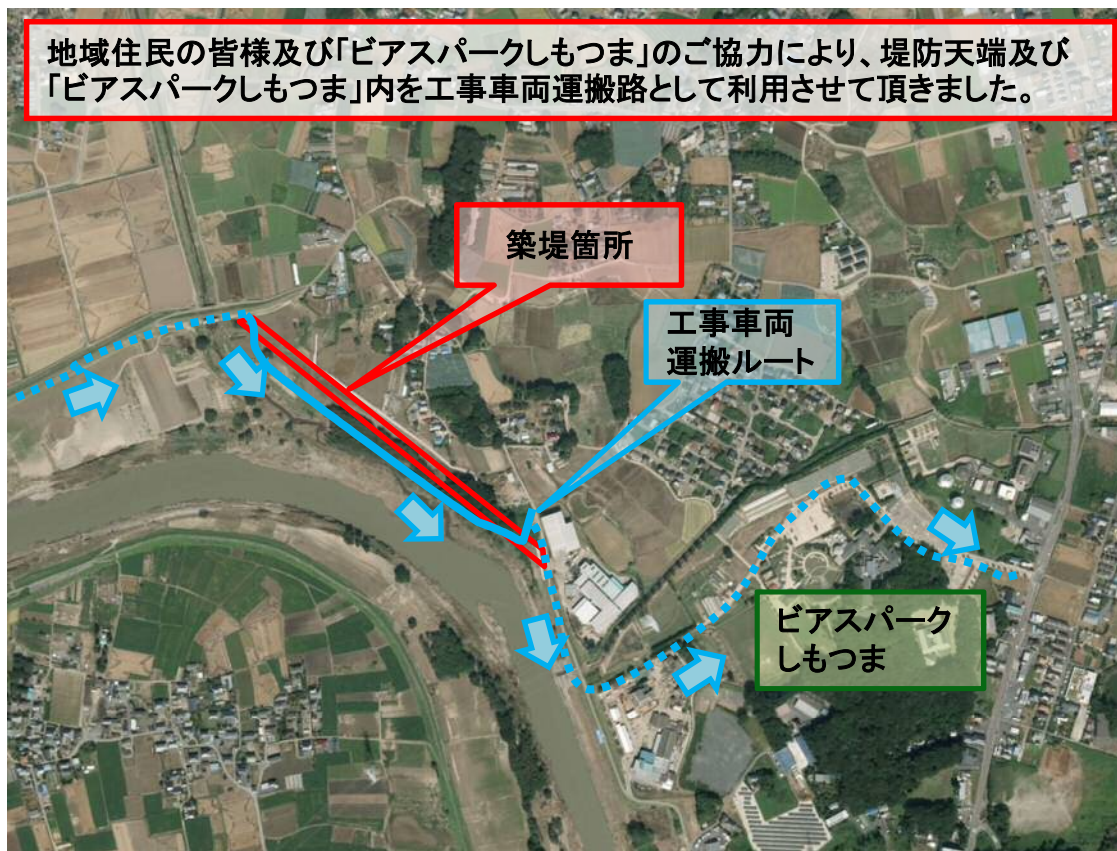 地域住民の皆様及び「ビアスパークしもつま」のご協力により、堤防天端及び
「ビアスパークしもつま」内を工事車両運搬路として利用させて頂きました。
築堤箇所
工事車両
運搬ルート
ビアスパーク
しもつま